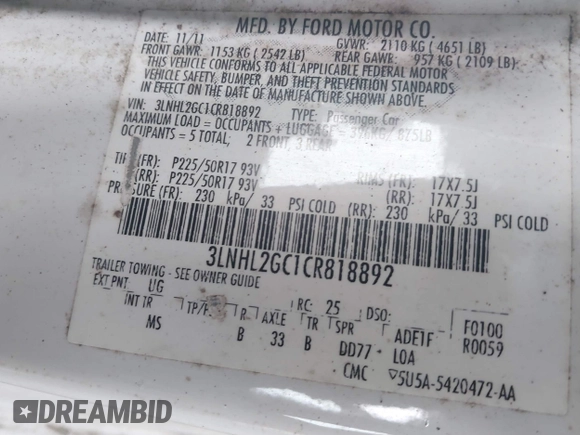 MFD. BY FORD MOTOR CO.
DATE: 11/11 GVWR: 2110 KG ( 4651 LB)
FRONT GAWR: 1153 KG ( 2542 LB) REAR GAWR: 957 KG ( 2109 LB)
THIS VEHICLE CONFORMS TO ALL APPLICABLE FEDERAL MOTOR
VEHICLE SAFETY, BUMPER, AND THEFT PREVENTION STANDARDS
IN EFFECT ON THE DATE OF MANUFACTURE SHOWN ABOVE.
VIN: 3LNHL2GC1CR818892 TYPE: Passenger Car
MAXIMUM LOAD = OCCUPANTS + LUGGAGE = KG/ 875LB
OCCUPANTS = 5 TOTAL; 2 FRONT, 3 REAR
(FR): P225/50R17 93V RIMS (FR): 17X7.5J
(RR): P225/50R17 93V (RR): 17X7.5J
(FR): 230 kPa/ 33 PSI COLD (RR): 230 kPa/ 33 PSI COLD
3LNHL2GC1CR818892
TRAILER TOWING - SEE OWNER GUIDE
EXT PNT: UG RC: 25 DSO: F0100
INT TR TP/ R AXLE TR SPR ADEIF R0059
MS B 33 B DD77 LOA
CMC ▽5U5A-5420472-AA
DREAMBID